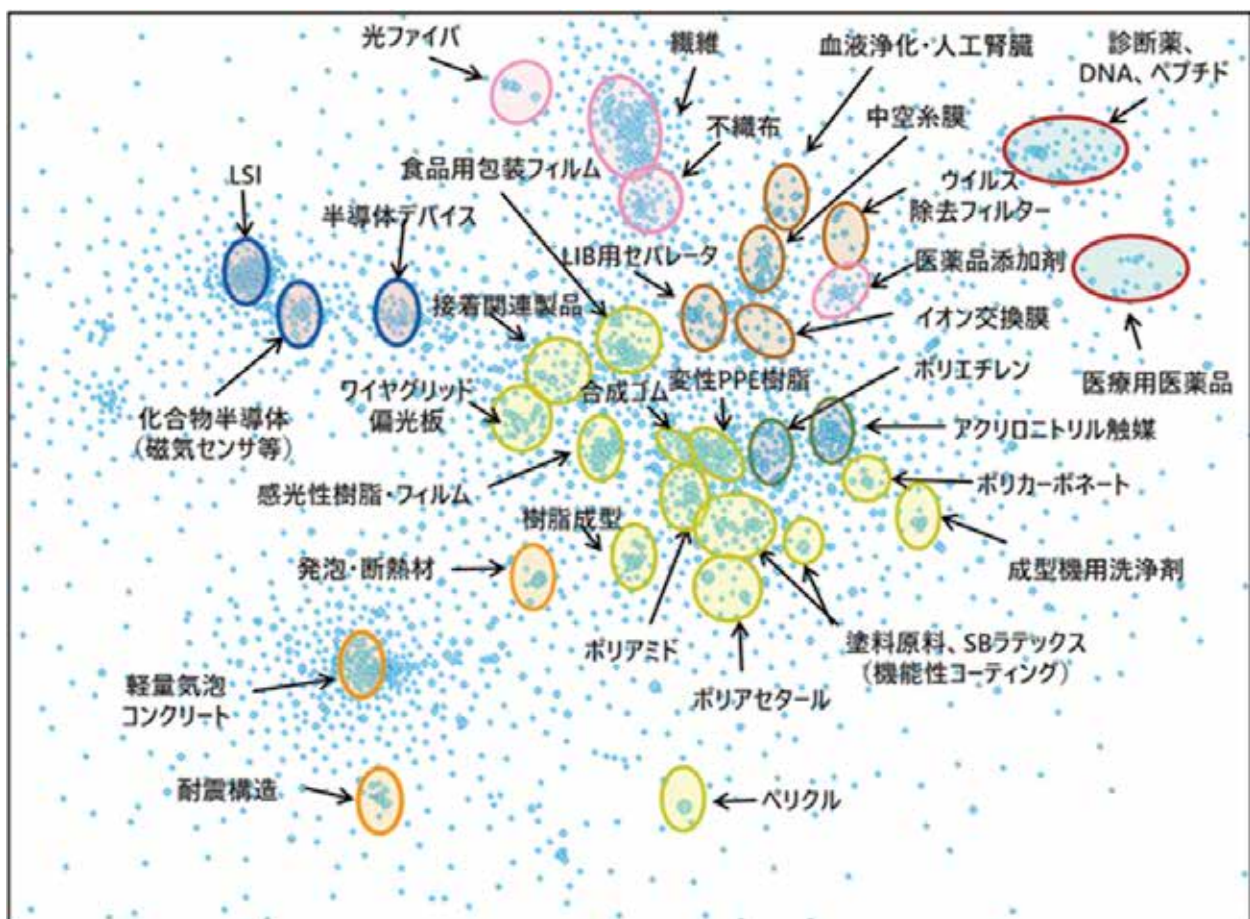 光ファイバ
繊維
血液浄化・人工腎臓
診断薬、
DNA、ペプチド
不織布
中空糸膜
食品用包装フィルム
LSI
半導体デバイス
ウイルス
除去フィルター
LIB用セパレータ
医薬品添加剤
接着関連製品
イオン交換膜
ワイヤグリッド
偏光板
合成ゴム
変性PPE樹脂
ポリエチレン
医療用医薬品
化合物半導体
（磁気センサ等）
アクリロニトリル触媒
感光性樹脂・フィルム
ポリカーボネート
樹脂成型
発泡・断熱材
成型機用洗浄剤
ポリアミド
塗料原料、SBラテックス
（機能性コーティング）
軽量気泡
コンクリート
ポリアセタール
耐震構造
ペリクル